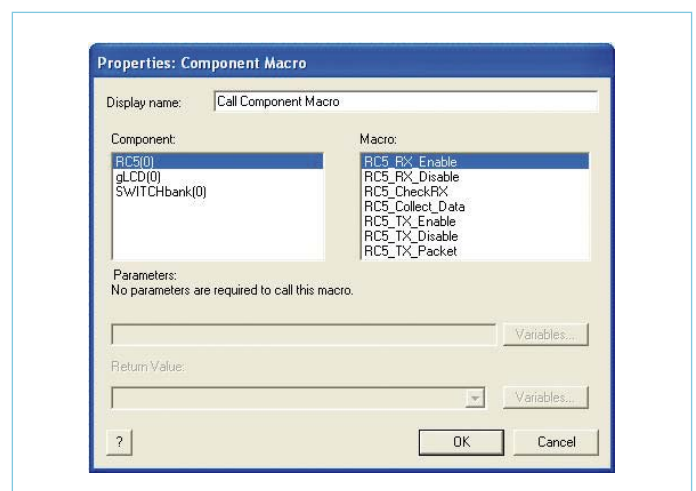 Properties: Component Macro
Display name: Call Component Macro
Component:
RC5(0)
gLCD(0)
SWITCHbank(0)
Macro:
RC5_RX_Enable
RC5_RX_Disable
RC5_CheckRX
RC5_Collect_Data
RC5_TX_Enable
RC5_TX_Disable
RC5_TX_Packet
Parameters:
No parameters are required to call this macro.
Variables...
Return Value:
Variables...
? OK Cancel